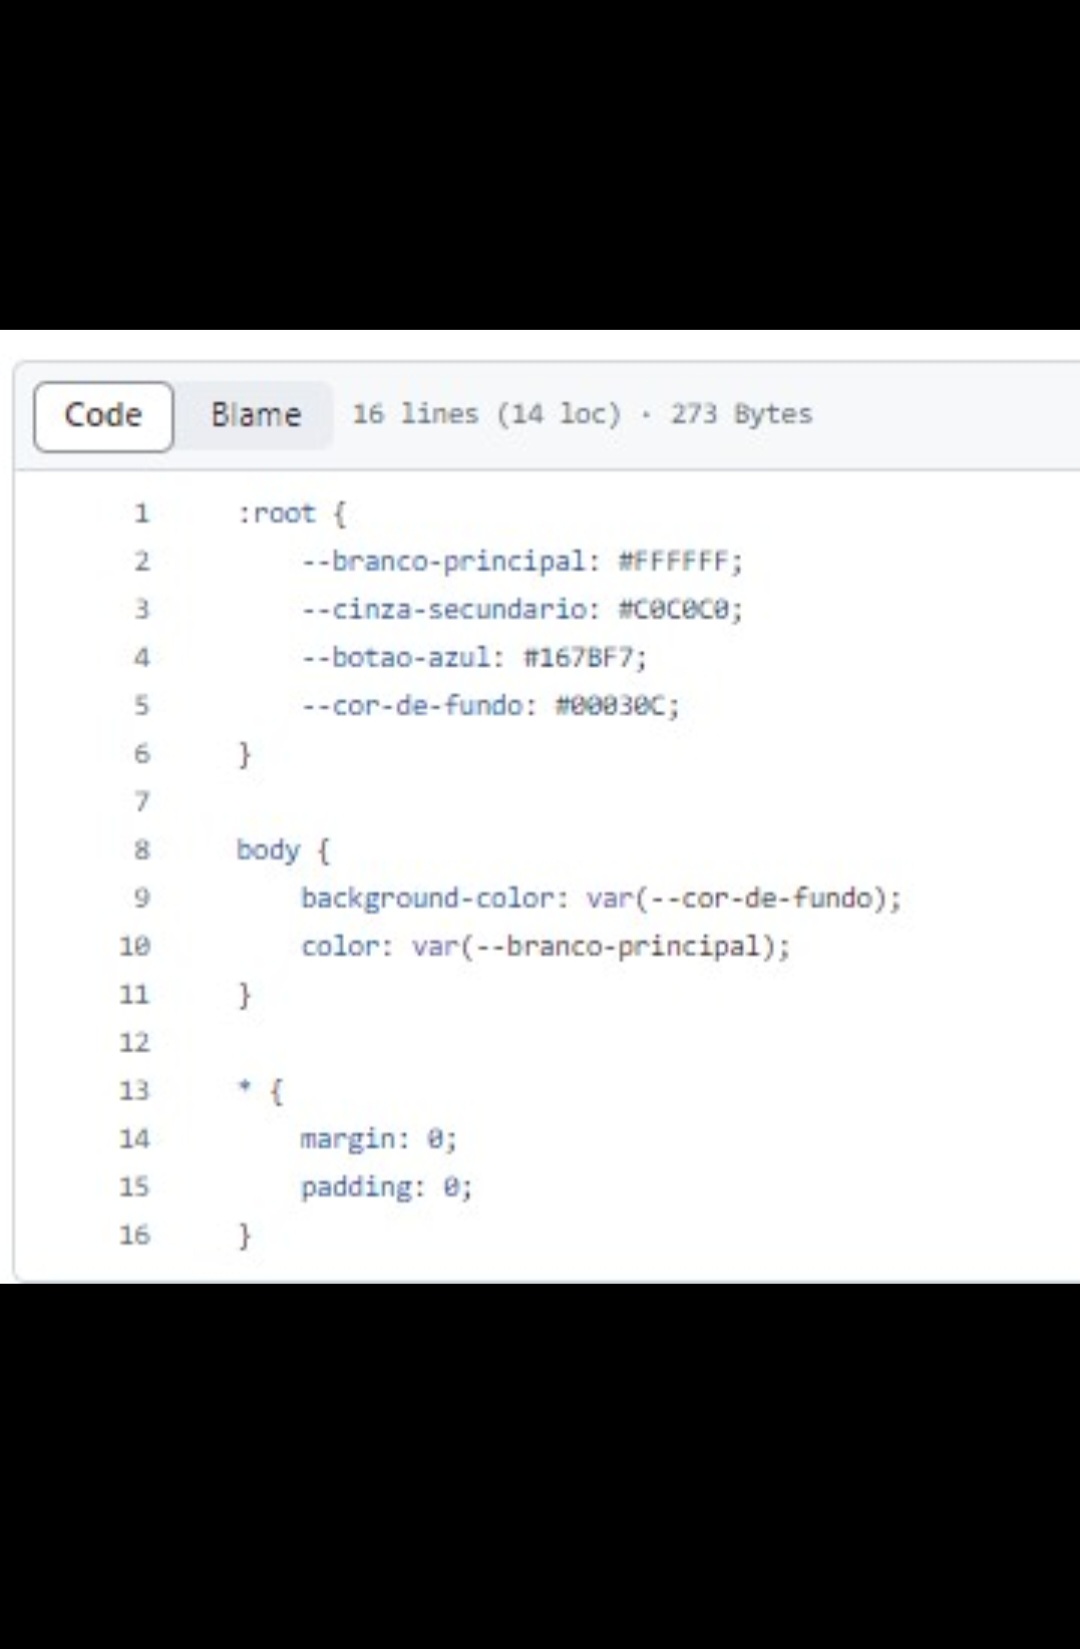 Code Blame 16 lines (14 loc) · 273 Bytes
1 :root {
2 --branco-principal: #FFFFFF;
3 --cinza-secundario: #C0C0C0;
4 --botao-azul: #167BF7;
5 --cor-de-fundo: #00030C;
6 }
7
8 body {
9 background-color: var(--cor-de-fundo);
10 color: var(--branco-principal);
11 }
12
13 * {
14 margin: 0;
15 padding: 0;
16 }